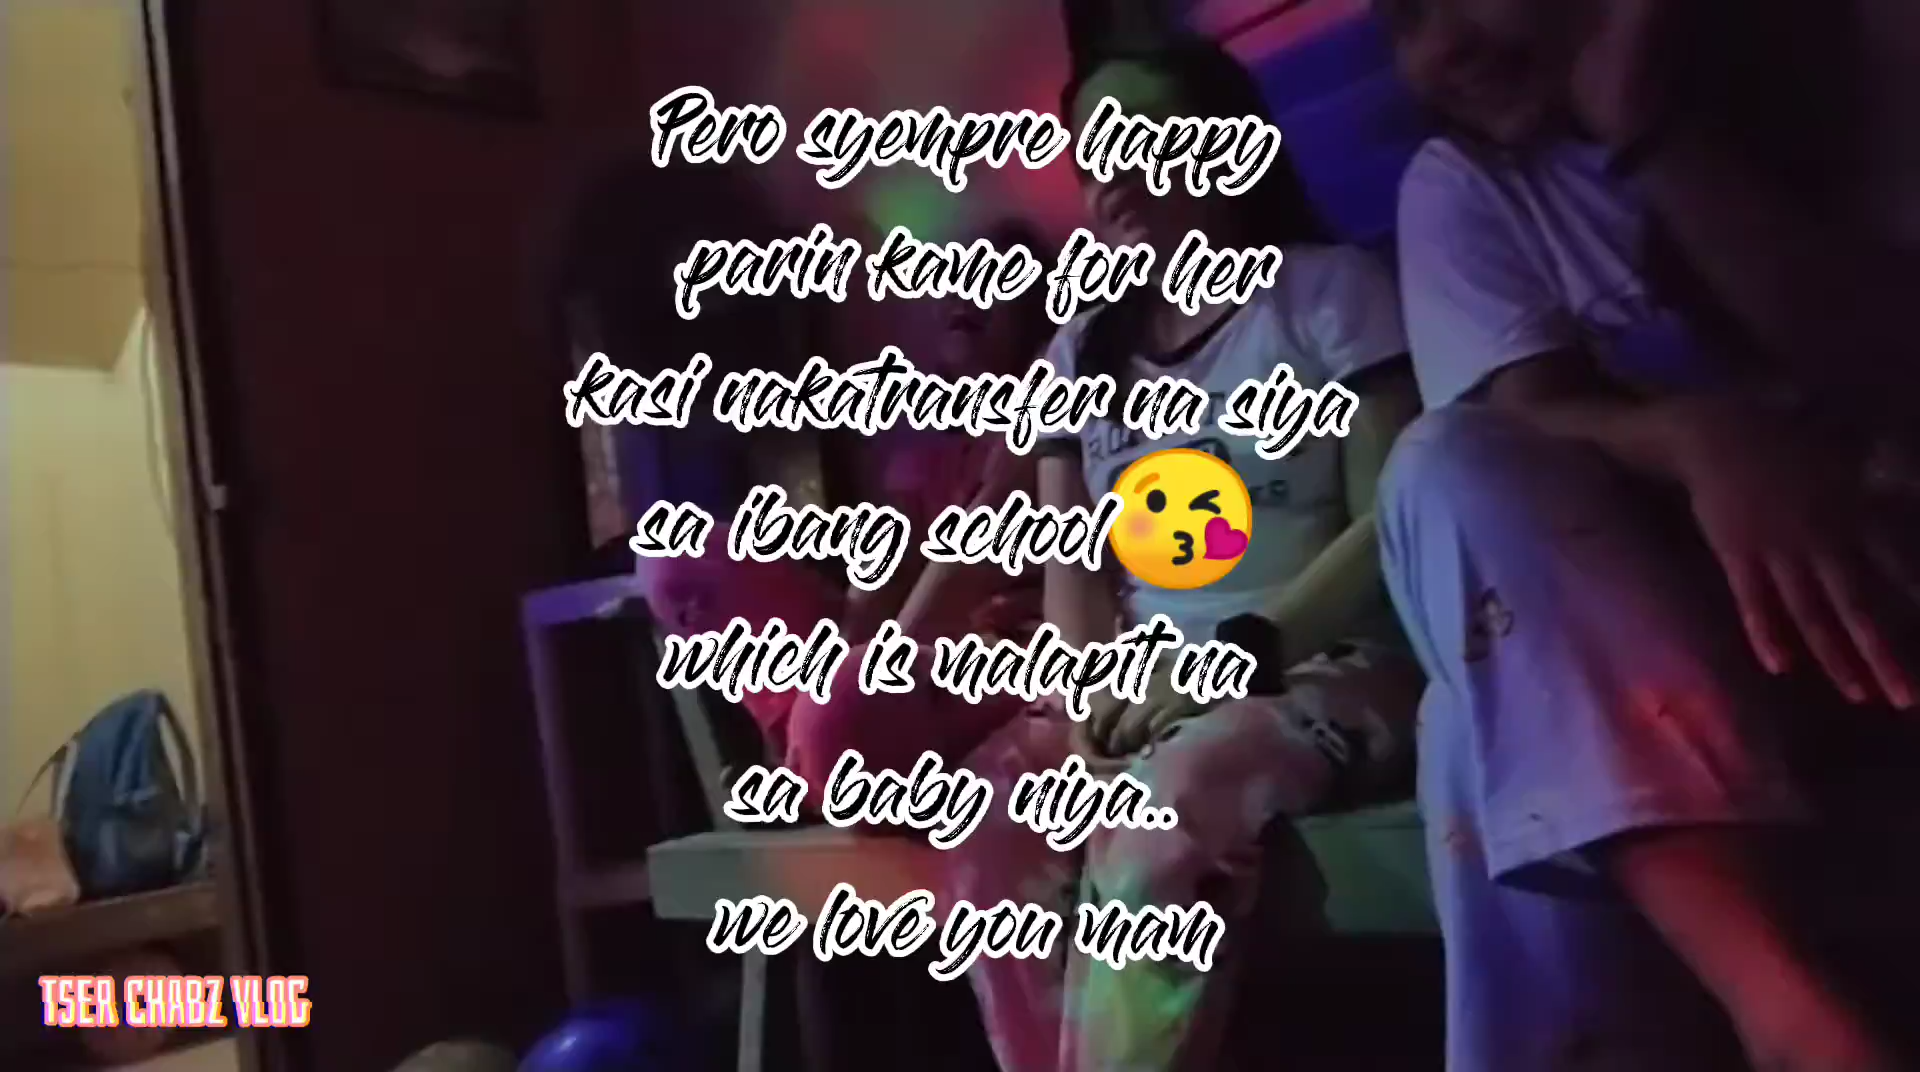 Pero syempre happy
parin kame for her
kasi nakatransfer na siya
sa ibang school😘
which is malapit na
sa baby niya..
we love you mam
TSER CHABZ VLOG